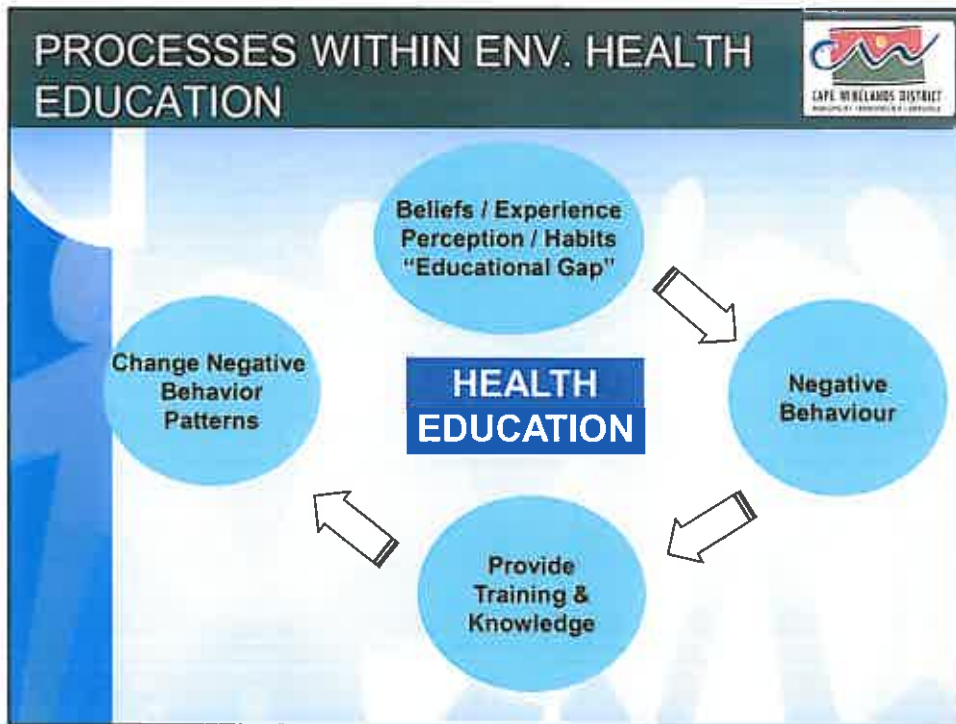 PROCESSES WITHIN ENV. HEALTH
EDUCATION
CAPE WINELANDS DISTRICT
Beliefs / Experience
Perception / Habits
“Educational Gap”
Change Negative
Behavior
Patterns
HEALTH
EDUCATION
Negative
Behaviour
Provide
Training &
Knowledge